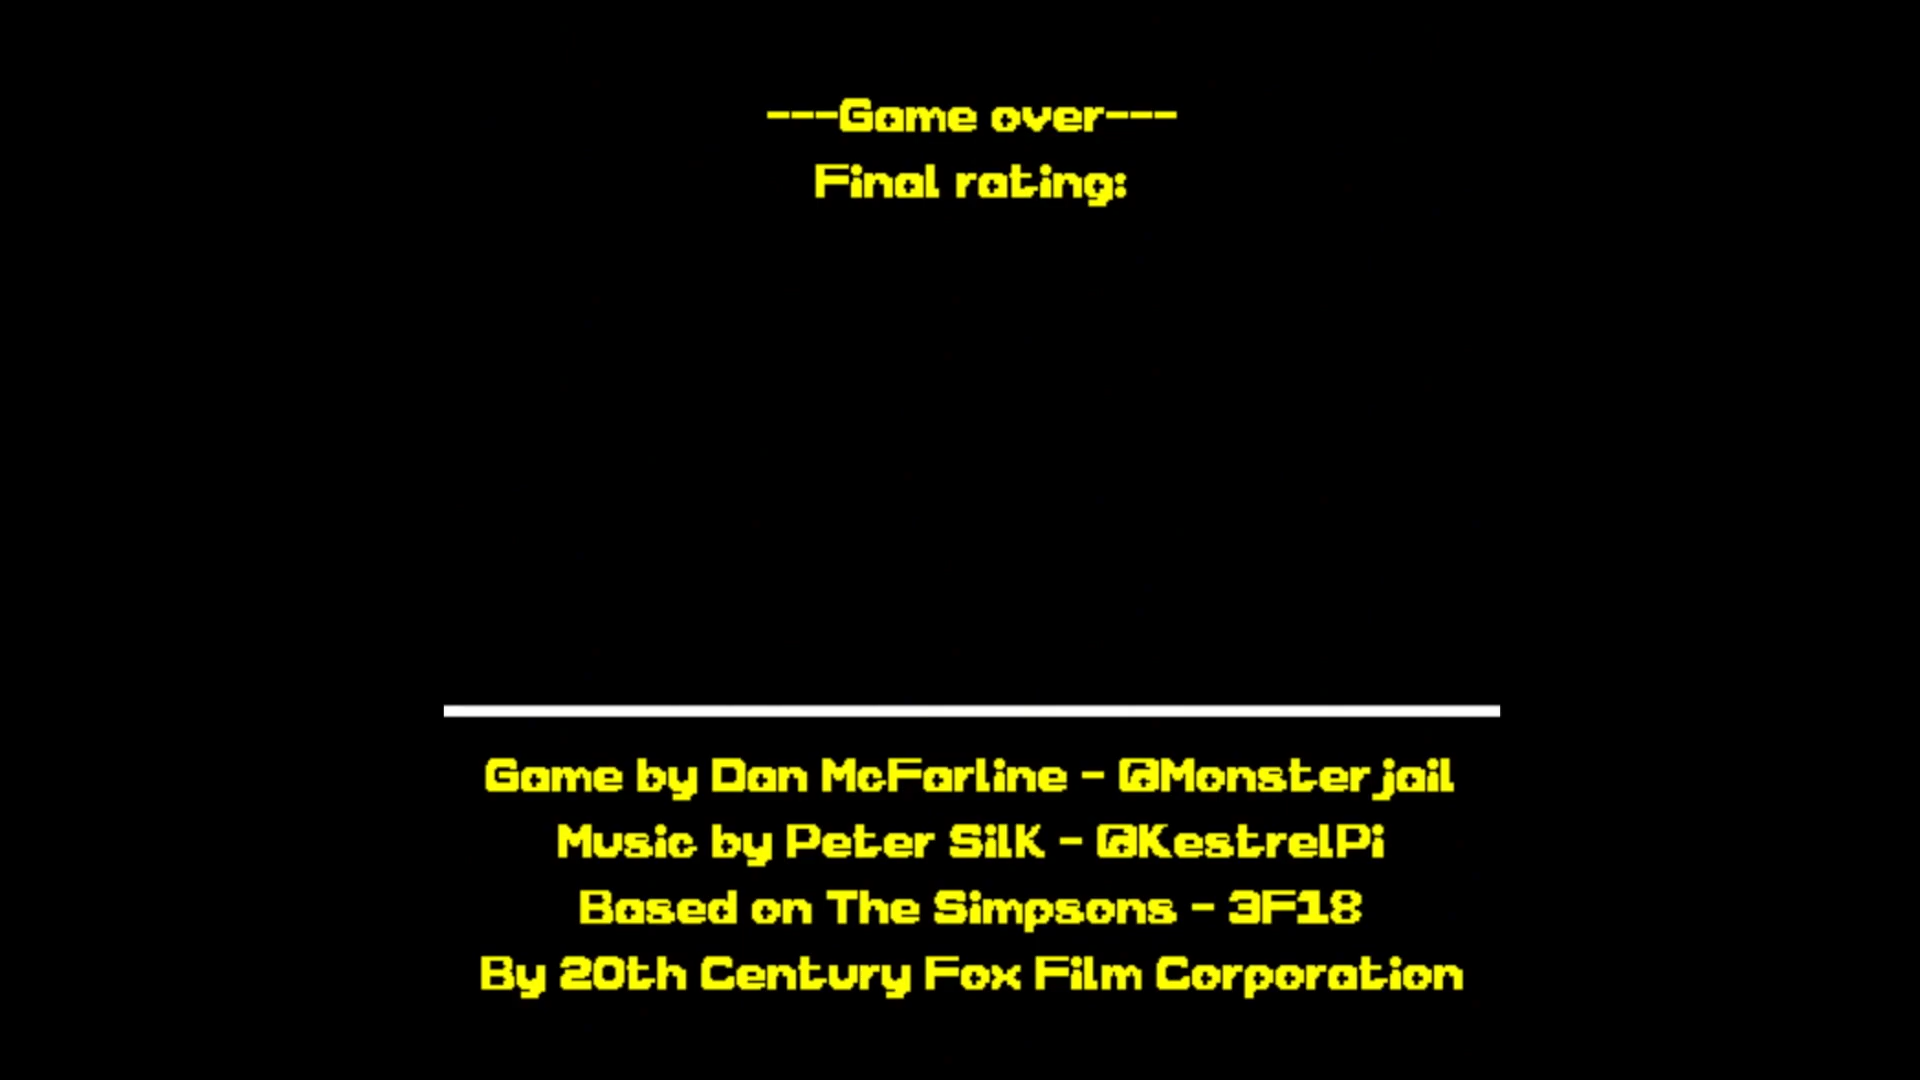 ---Game over---
Final rating:
Game by Dan McFarline - @Monsterjail
Music by Peter Silk - @KestrelPi
Based on The Simpsons - 3F18
By 20th Century Fox Film Corporation